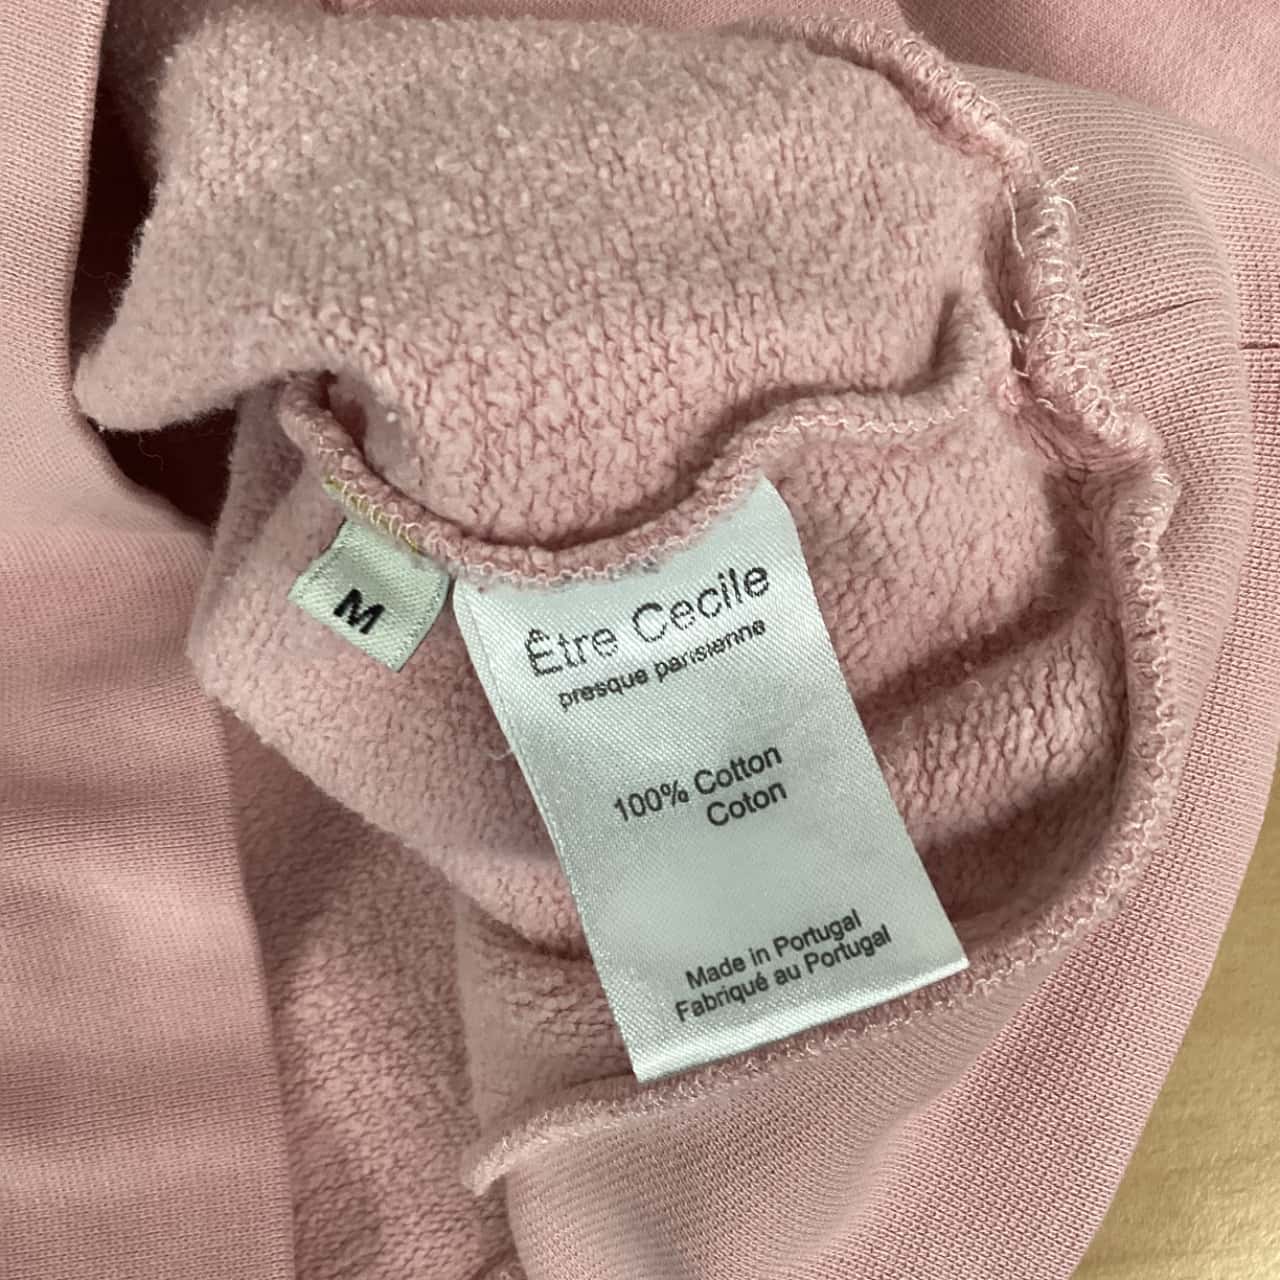 M
Être Cecile
presque parisienne
100% Cotton
Coton
Made in Portugal
Fabriqué au Portugal